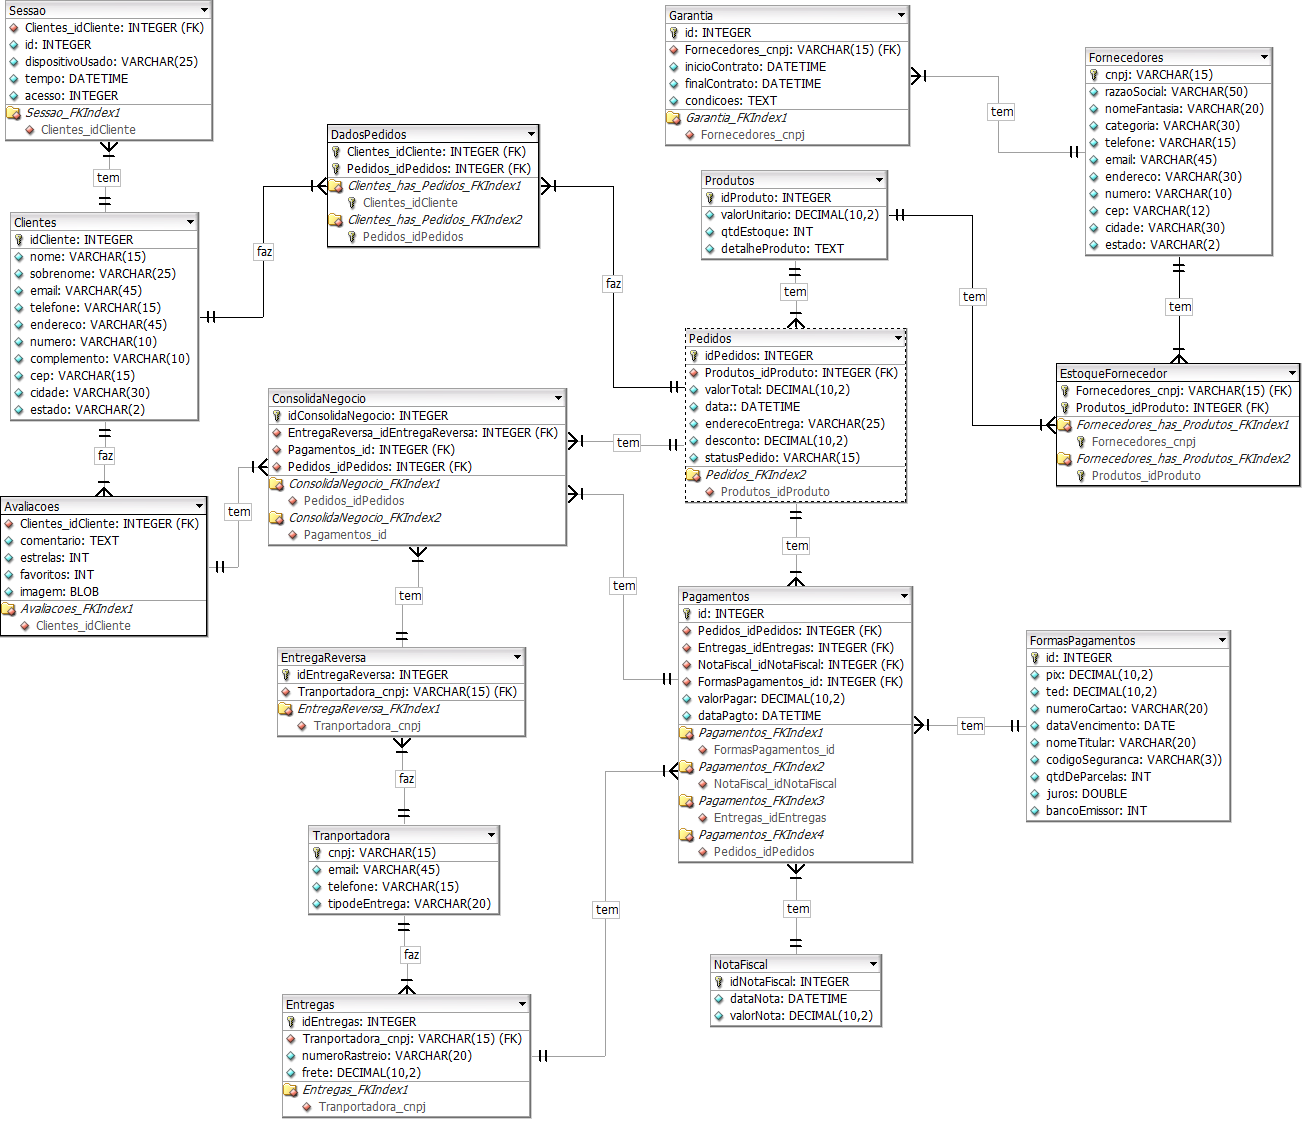 Sessao
Clientes_idCliente: INTEGER (FK)
id: INTEGER
dispositivoUsado: VARCHAR(25)
tempo: DATETIME
acesso: INTEGER
Sessao_FKIndex1
Clientes_idCliente
tem
Clientes
idCliente: INTEGER
nome: VARCHAR(15)
sobrenome: VARCHAR(25)
email: VARCHAR(45)
telefone: VARCHAR(15)
endereco: VARCHAR(45)
numero: VARCHAR(10)
complemento: VARCHAR(10)
cep: VARCHAR(15)
cidade: VARCHAR(30)
estado: VARCHAR(2)
faz
Avaliacoes
Clientes_idCliente: INTEGER (FK)
comentario: TEXT
estrelas: INT
favoritos: INT
imagem: BLOB
Avaliacoes_FKIndex1
Clientes_idCliente
tem
faz
DadosPedidos
Clientes_idCliente: INTEGER (FK)
Pedidos_idPedidos: INTEGER (FK)
Clientes_has_Pedidos_FKIndex1
Clientes_idCliente
Clientes_has_Pedidos_FKIndex2
Pedidos_idPedidos
faz
ConsolidaNegocio
idConsolidaNegocio: INTEGER
EntregaReversa_idEntregaReversa: INTEGER (FK)
Pagamentos_id: INTEGER (FK)
Pedidos_idPedidos: INTEGER (FK)
ConsolidaNegocio_FKIndex1
Pedidos_idPedidos
ConsolidaNegocio_FKIndex2
Pagamentos_id
tem
tem
tem
EntregaReversa
idEntregaReversa: INTEGER
Tranportadora_cnpj: VARCHAR(15) (FK)
EntregaReversa_FKIndex1
Tranportadora_cnpj
faz
Tranportadora
cnpj: VARCHAR(15)
email: VARCHAR(45)
telefone: VARCHAR(15)
tipodeEntrega: VARCHAR(20)
faz
Entregas
idEntregas: INTEGER
Tranportadora_cnpj: VARCHAR(15) (FK)
numeroRastreio: VARCHAR(20)
frete: DECIMAL(10,2)
Entregas_FKIndex1
Tranportadora_cnpj
tem
Garantia
id: INTEGER
Fornecedores_cnpj: VARCHAR(15) (FK)
inicioContrato: DATETIME
finalContrato: DATETIME
condicoes: TEXT
Garantia_FKIndex1
Fornecedores_cnpj
tem
Produtos
idProduto: INTEGER
valorUnitario: DECIMAL(10,2)
qtdEstoque: INT
detalheProduto: TEXT
tem
tem
Pedidos
idPedidos: INTEGER
Produtos_idProduto: INTEGER (FK)
valorTotal: DECIMAL(10,2)
data:: DATETIME
enderecoEntrega: VARCHAR(25)
desconto: DECIMAL(10,2)
statusPedido: VARCHAR(15)
Pedidos_FKIndex2
Produtos_idProduto
tem
Pagamentos
id: INTEGER
Pedidos_idPedidos: INTEGER (FK)
Entregas_idEntregas: INTEGER (FK)
NotaFiscal_idNotaFiscal: INTEGER (FK)
FormasPagamentos_id: INTEGER (FK)
valorPagar: DECIMAL(10,2)
dataPagto: DATETIME
Pagamentos_FKIndex1
FormasPagamentos_id
Pagamentos_FKIndex2
NotaFiscal_idNotaFiscal
Pagamentos_FKIndex3
Entregas_idEntregas
Pagamentos_FKIndex4
Pedidos_idPedidos
tem
tem
NotaFiscal
idNotaFiscal: INTEGER
dataNota: DATETIME
valorNota: DECIMAL(10,2)
Fornecedores
cnpj: VARCHAR(15)
razaoSocial: VARCHAR(50)
nomeFantasia: VARCHAR(20)
categoria: VARCHAR(30)
telefone: VARCHAR(15)
email: VARCHAR(45)
endereco: VARCHAR(30)
numero: VARCHAR(10)
cep: VARCHAR(12)
cidade: VARCHAR(30)
estado: VARCHAR(2)
tem
EstoqueFornecedor
Fornecedores_cnpj: VARCHAR(15) (FK)
Produtos_idProduto: INTEGER (FK)
Fornecedores_has_Produtos_FKIndex1
Fornecedores_cnpj
Fornecedores_has_Produtos_FKIndex2
Produtos_idProduto
FormasPagamentos
id: INTEGER
pix: DECIMAL(10,2)
ted: DECIMAL(10,2)
numeroCartao: VARCHAR(20)
dataVencimento: DATE
nomeTitular: VARCHAR(20)
codigoSeguranca: VARCHAR(3))
qtdDeParcelas: INT
juros: DOUBLE
bancoEmissor: INT